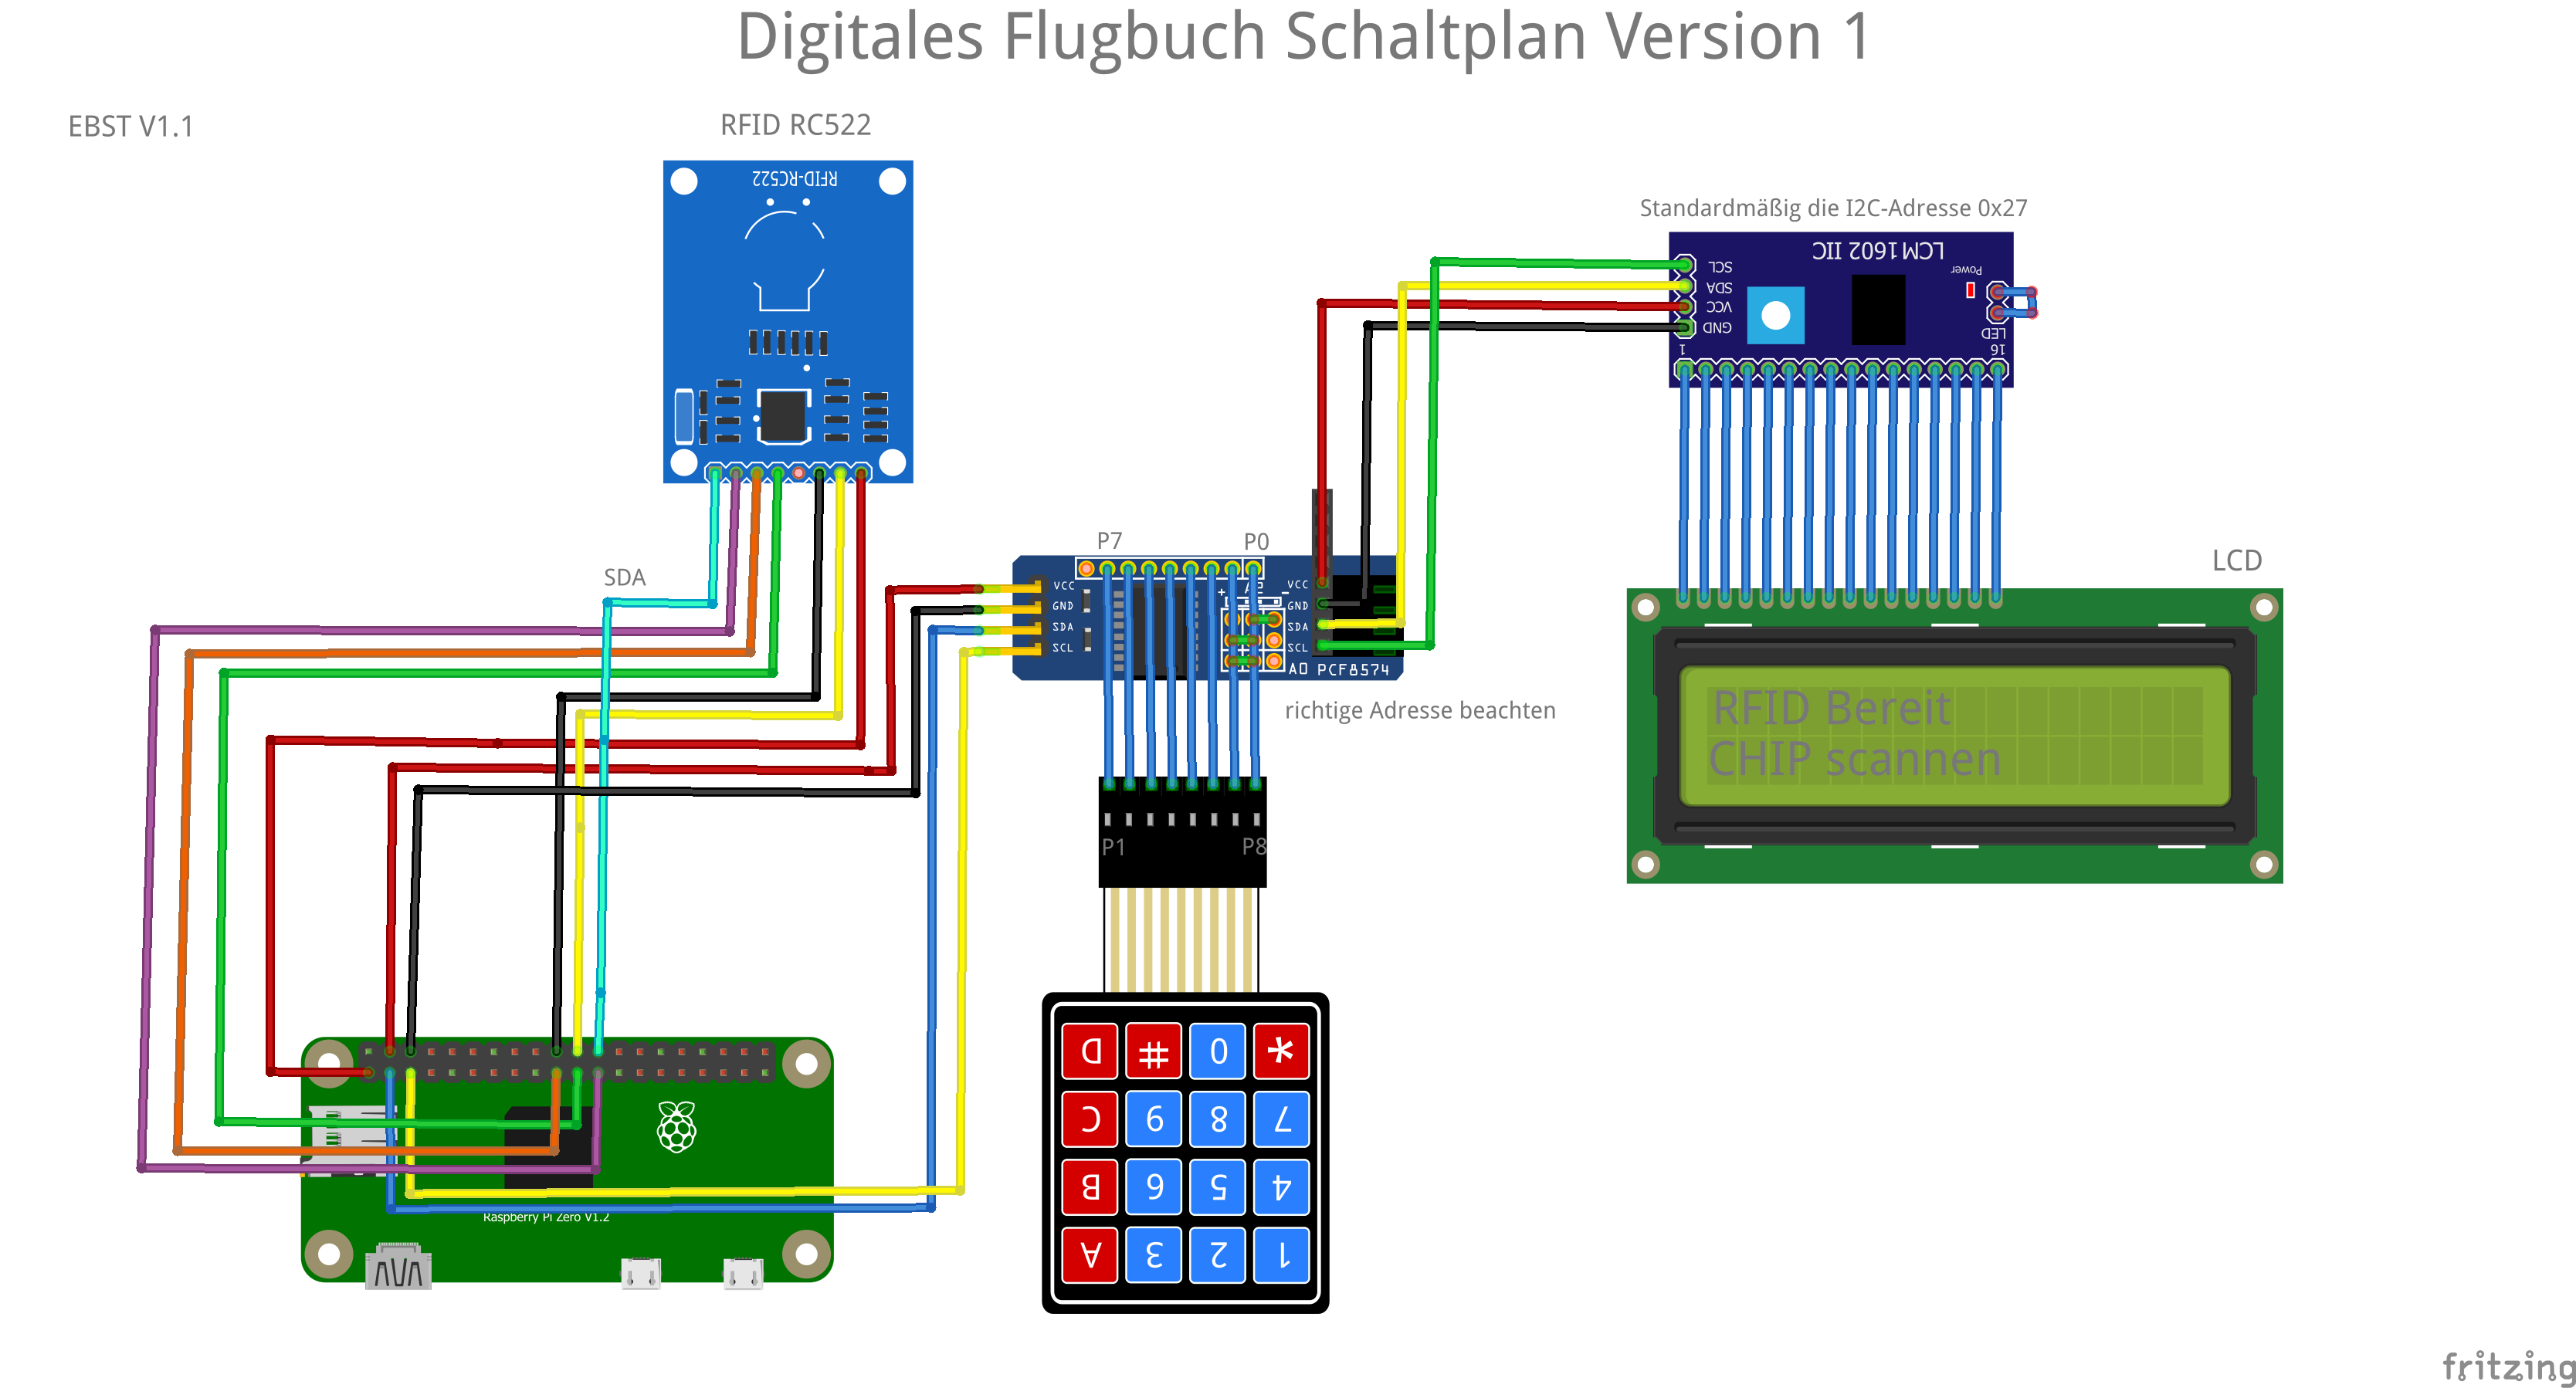 Digitales Flugbuch Schaltplan Version 1
EBST V1.1
RFID RC522
RFID-RC522
Standardmäßig die I2C-Adresse 0x27
LCM1602 IIC
SCL
SDA
VCC
GND
Power
LED
1
16
SDA
P7
P0
VCC
GND
SDA
SCL
A2
+
-
VCC
GND
SDA
SCL
A0 PCF8574
richtige Adresse beachten
LCD
RFID Bereit
CHIP scannen
P1
P8
D # 0 *
C 9 8 7
B 6 5 4
A 3 2 1
Raspberry Pi Zero V1.2
fritzing